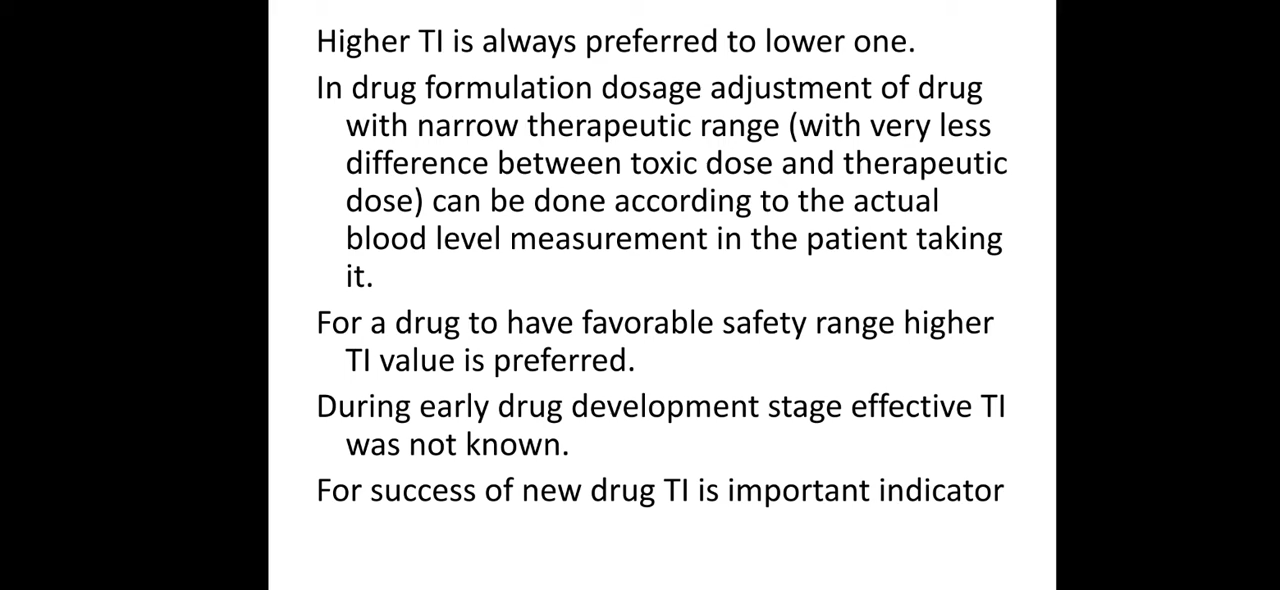 Higher TI is always preferred to lower one.
In drug formulation dosage adjustment of drug
with narrow therapeutic range (with very less
difference between toxic dose and therapeutic
dose) can be done according to the actual
blood level measurement in the patient taking
it.
For a drug to have favorable safety range higher
TI value is preferred.
During early drug development stage effective TI
was not known.
For success of new drug TI is important indicator